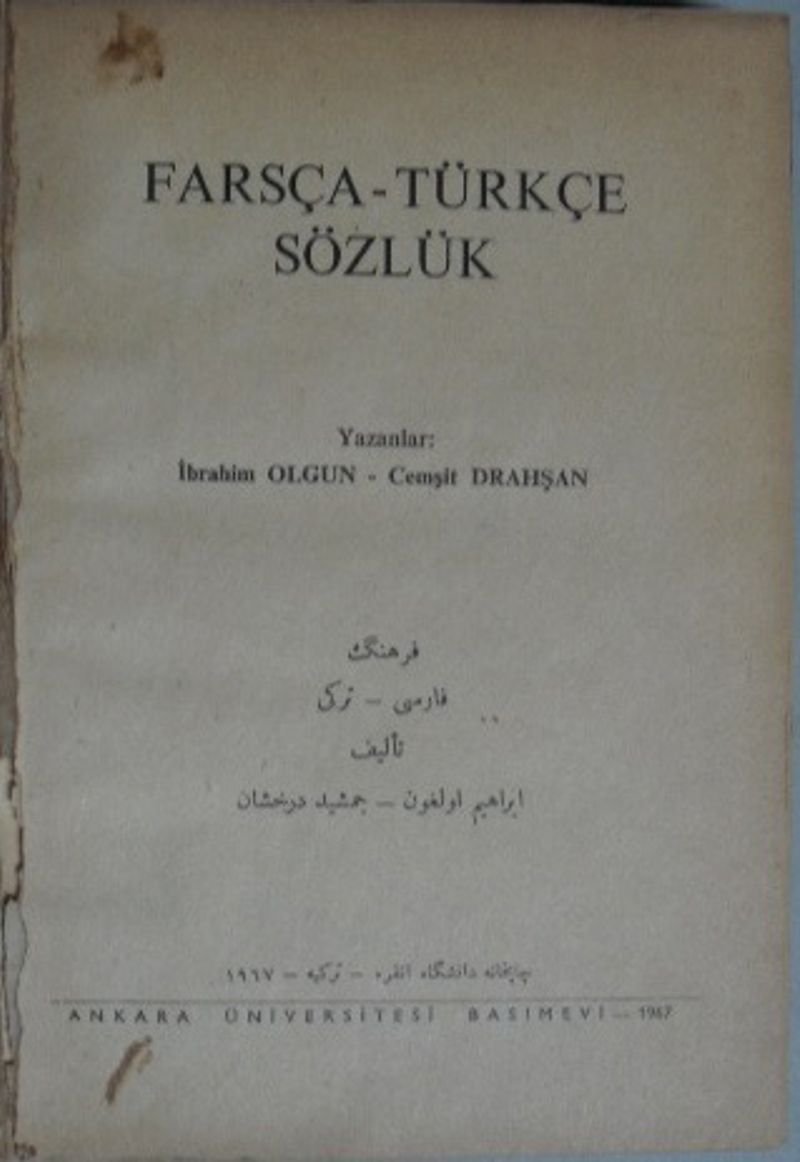 FARSÇA-TÜRKÇE
SÖZLÜK
Yazanlar:
İbrahim OLGUN - Cemşit DRAHŞAN
فرهنگ
فارسی – ترکی
تألیف
ابراهیم اولغون – جمشید درخشان
چاپخانه دانشگاه انقره – ترکیه – ۱۹۶۷
ANKARA ÜNİVERSİTESİ BASIMEVİ — 1967